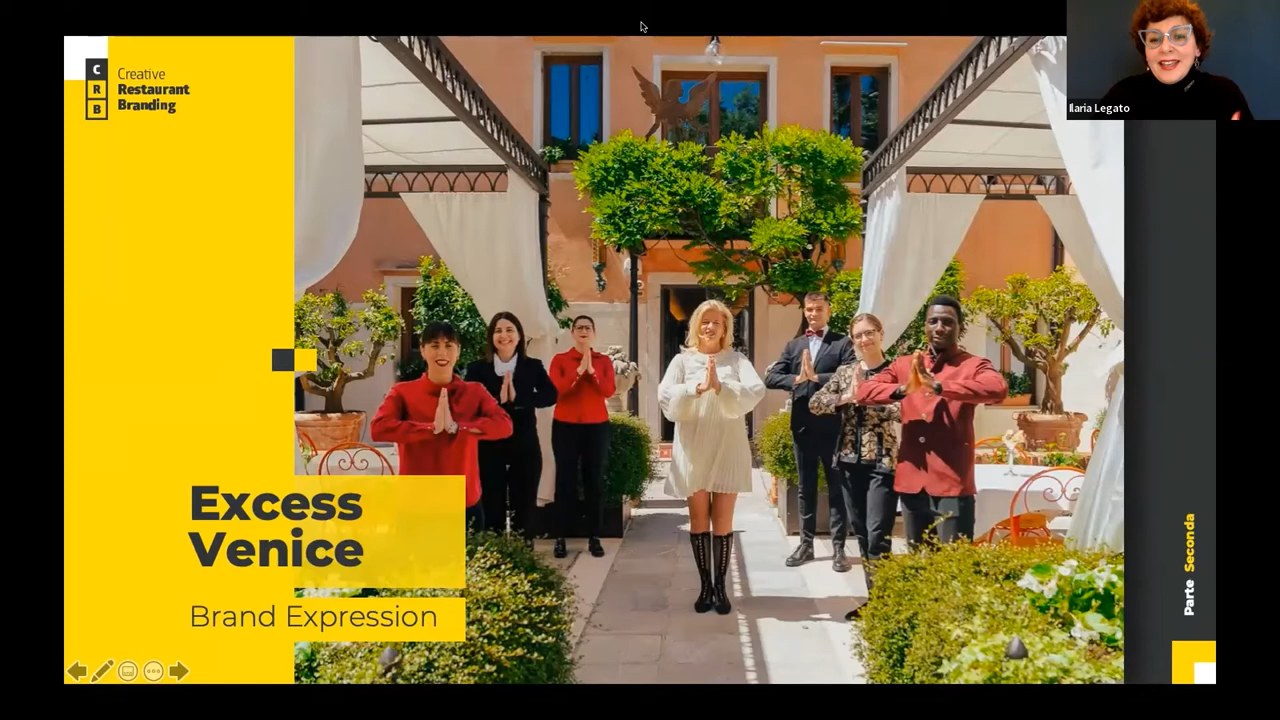 C
R
B
Creative
Restaurant
Branding
Ilaria Legato
Excess
Venice
Brand Expression
Parte Seconda